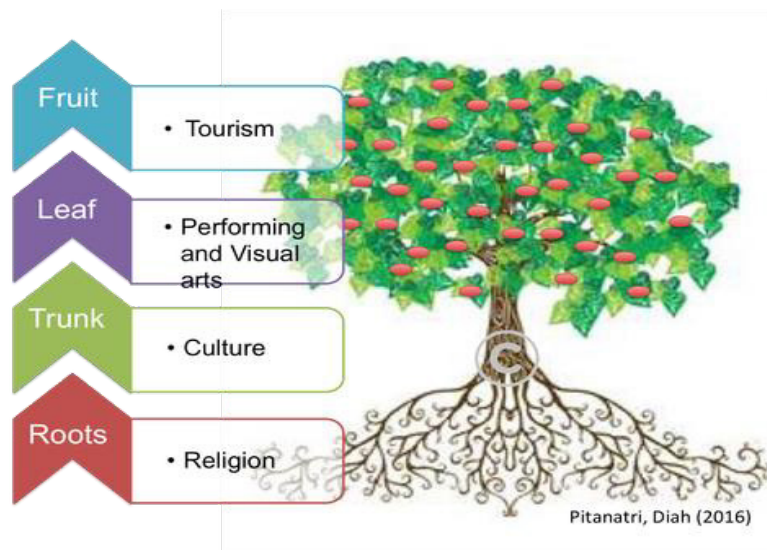 Fruit
• Tourism
Leaf
• Performing
and Visual
arts
Trunk
• Culture
C
Roots
• Religion
Pitanatri, Diah (2016)